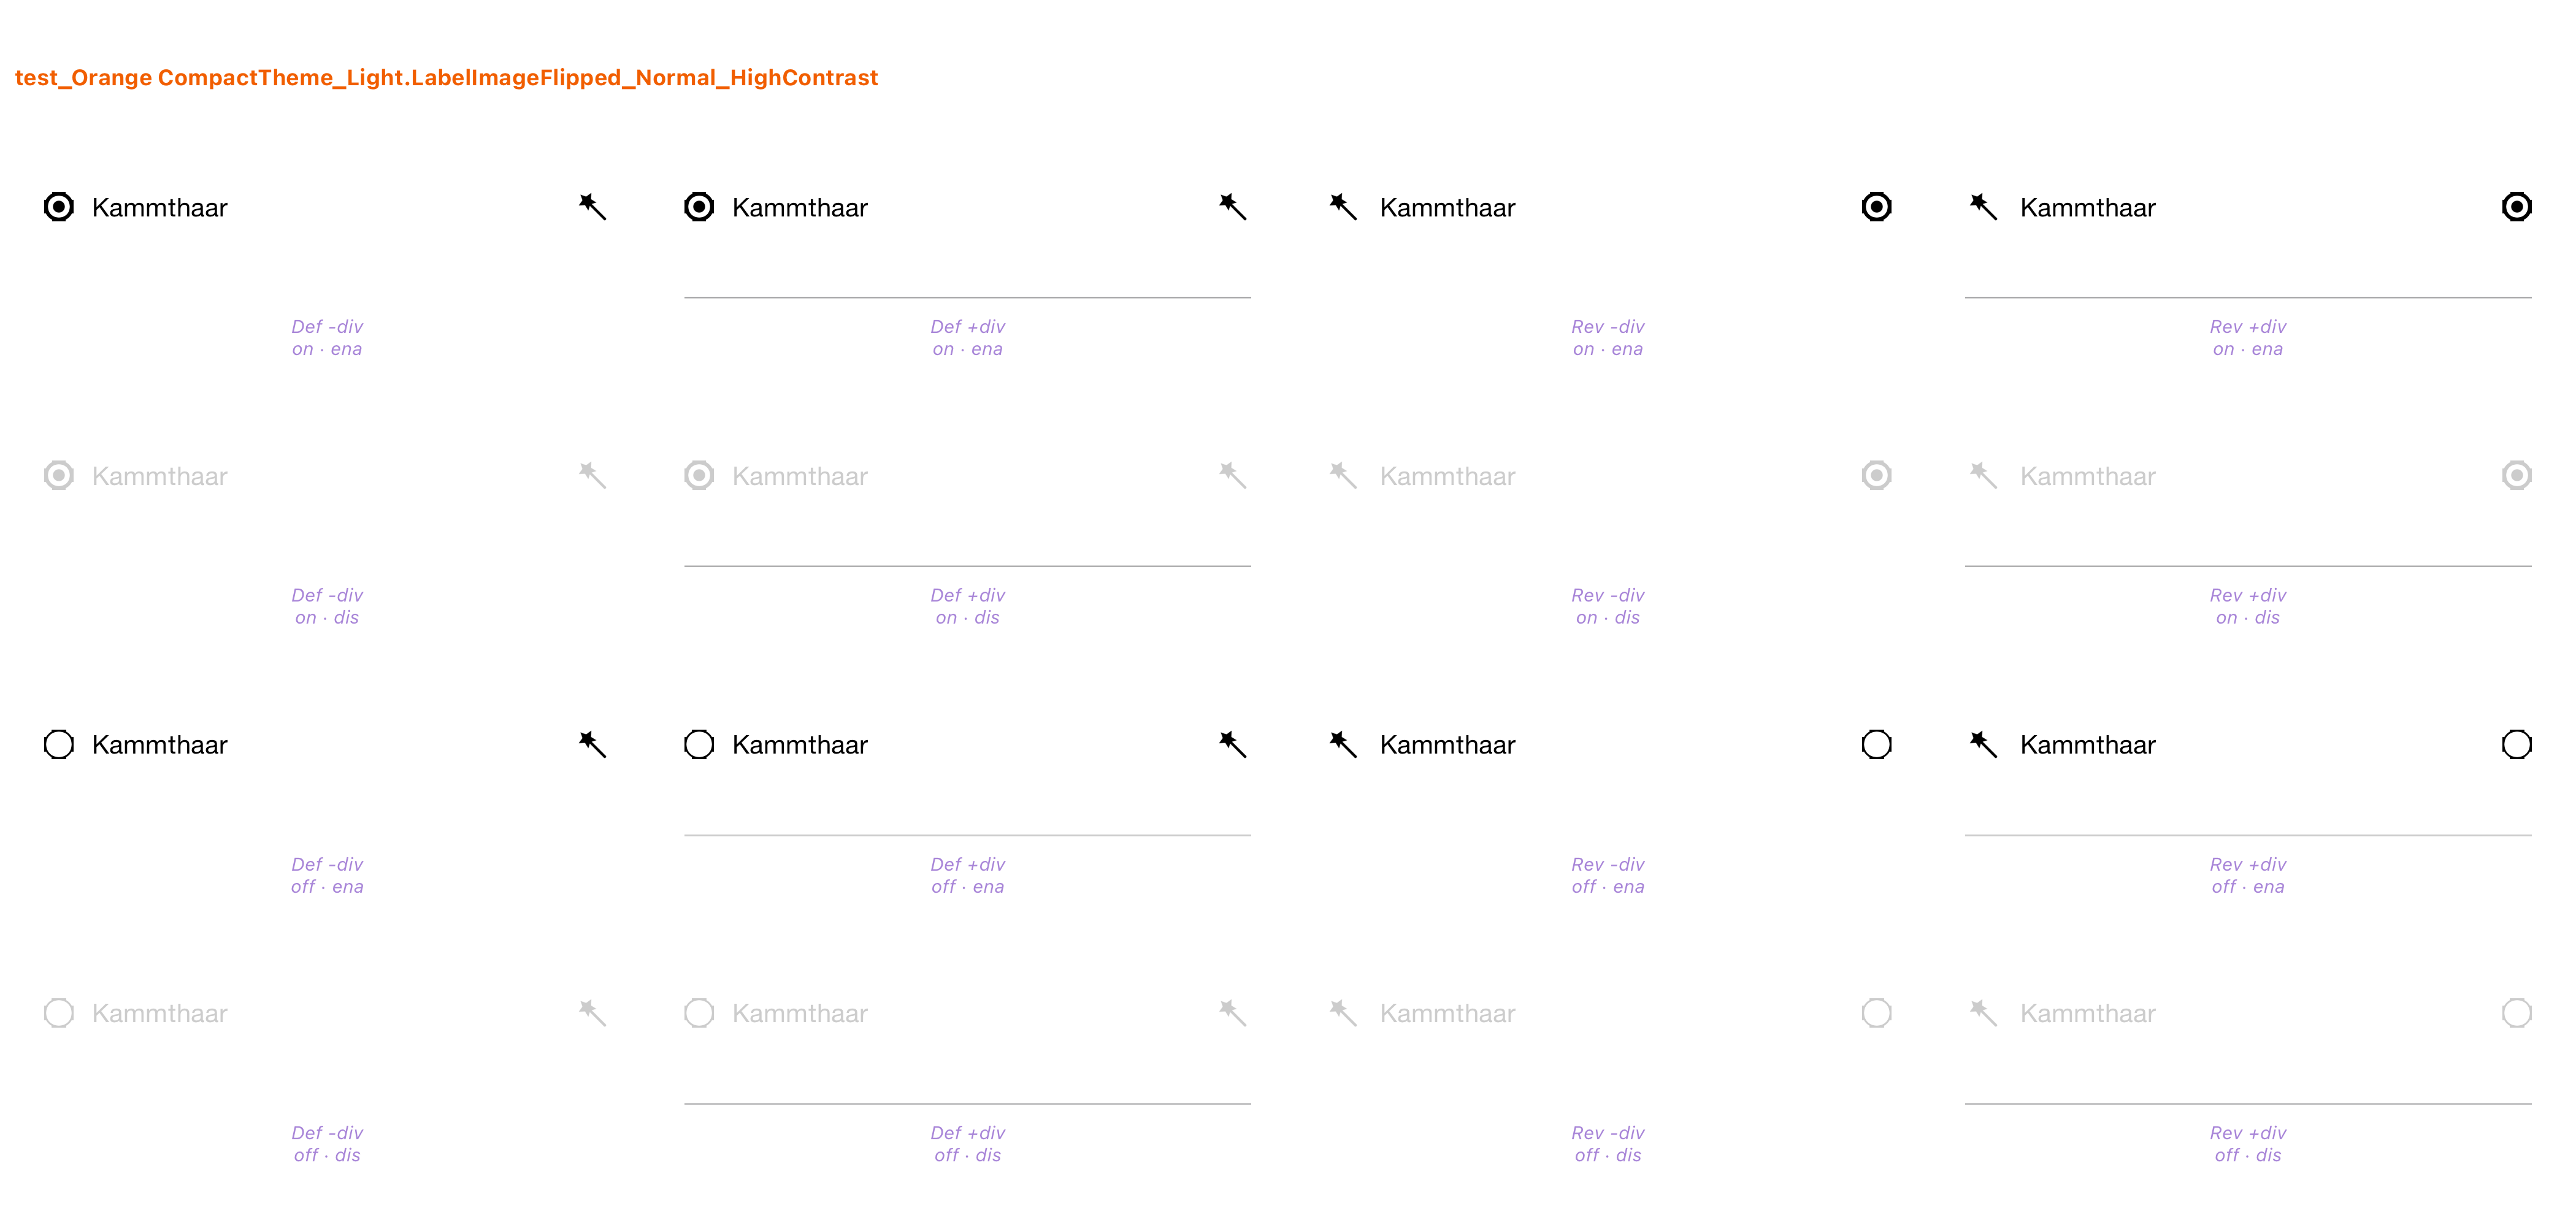 test_Orange CompactTheme_Light.LabelImageFlipped_Normal_HighContrast
Kammthaar
Kammthaar
Kammthaar
Kammthaar
Def -div
on · ena
Def +div
on · ena
Rev -div
on · ena
Rev +div
on · ena
Kammthaar
Kammthaar
Kammthaar
Kammthaar
Def -div
on · dis
Def +div
on · dis
Rev -div
on · dis
Rev +div
on · dis
Kammthaar
Kammthaar
Kammthaar
Kammthaar
Def -div
off · ena
Def +div
off · ena
Rev -div
off · ena
Rev +div
off · ena
Kammthaar
Kammthaar
Kammthaar
Kammthaar
Def -div
off · dis
Def +div
off · dis
Rev -div
off · dis
Rev +div
off · dis